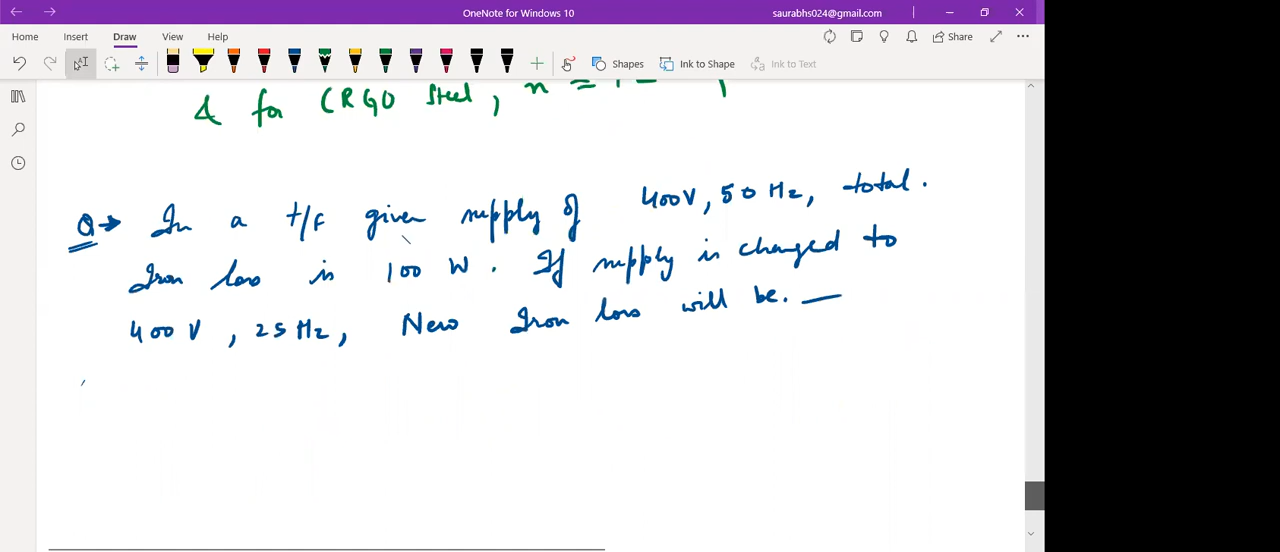 OneNote for Windows 10
saurabhs024@gmail.com
Home Insert Draw View Help
Share
Shapes Ink to Shape Ink to Text
& for CRGO Steel, n
Q→ In a t/f given supply of 400V, 50 Hz, total.
Iron loss is 100 W. If supply is changed to
400 V, 25 Hz, New Iron loss will be. —